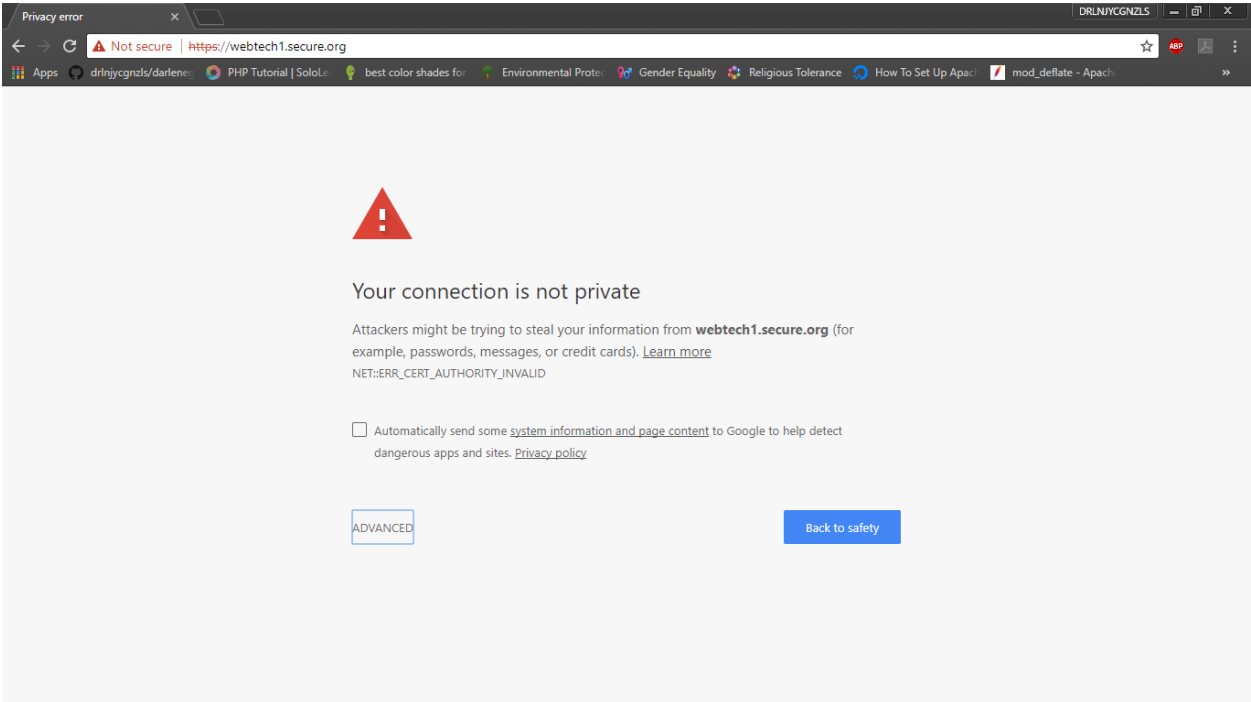 Privacy error
DRLNJYCGNZLS
Not secure https://webtech1.secure.org
ABP
Apps drlnjycgnzls/darleneg PHP Tutorial | SoloLe best color shades for Environmental Protec Gender Equality Religious Tolerance How To Set Up Apach mod_deflate - Apach
Your connection is not private
Attackers might be trying to steal your information from webtech1.secure.org (for
example, passwords, messages, or credit cards). Learn more
NET::ERR_CERT_AUTHORITY_INVALID
Automatically send some system information and page content to Google to help detect
dangerous apps and sites. Privacy policy
ADVANCED Back to safety